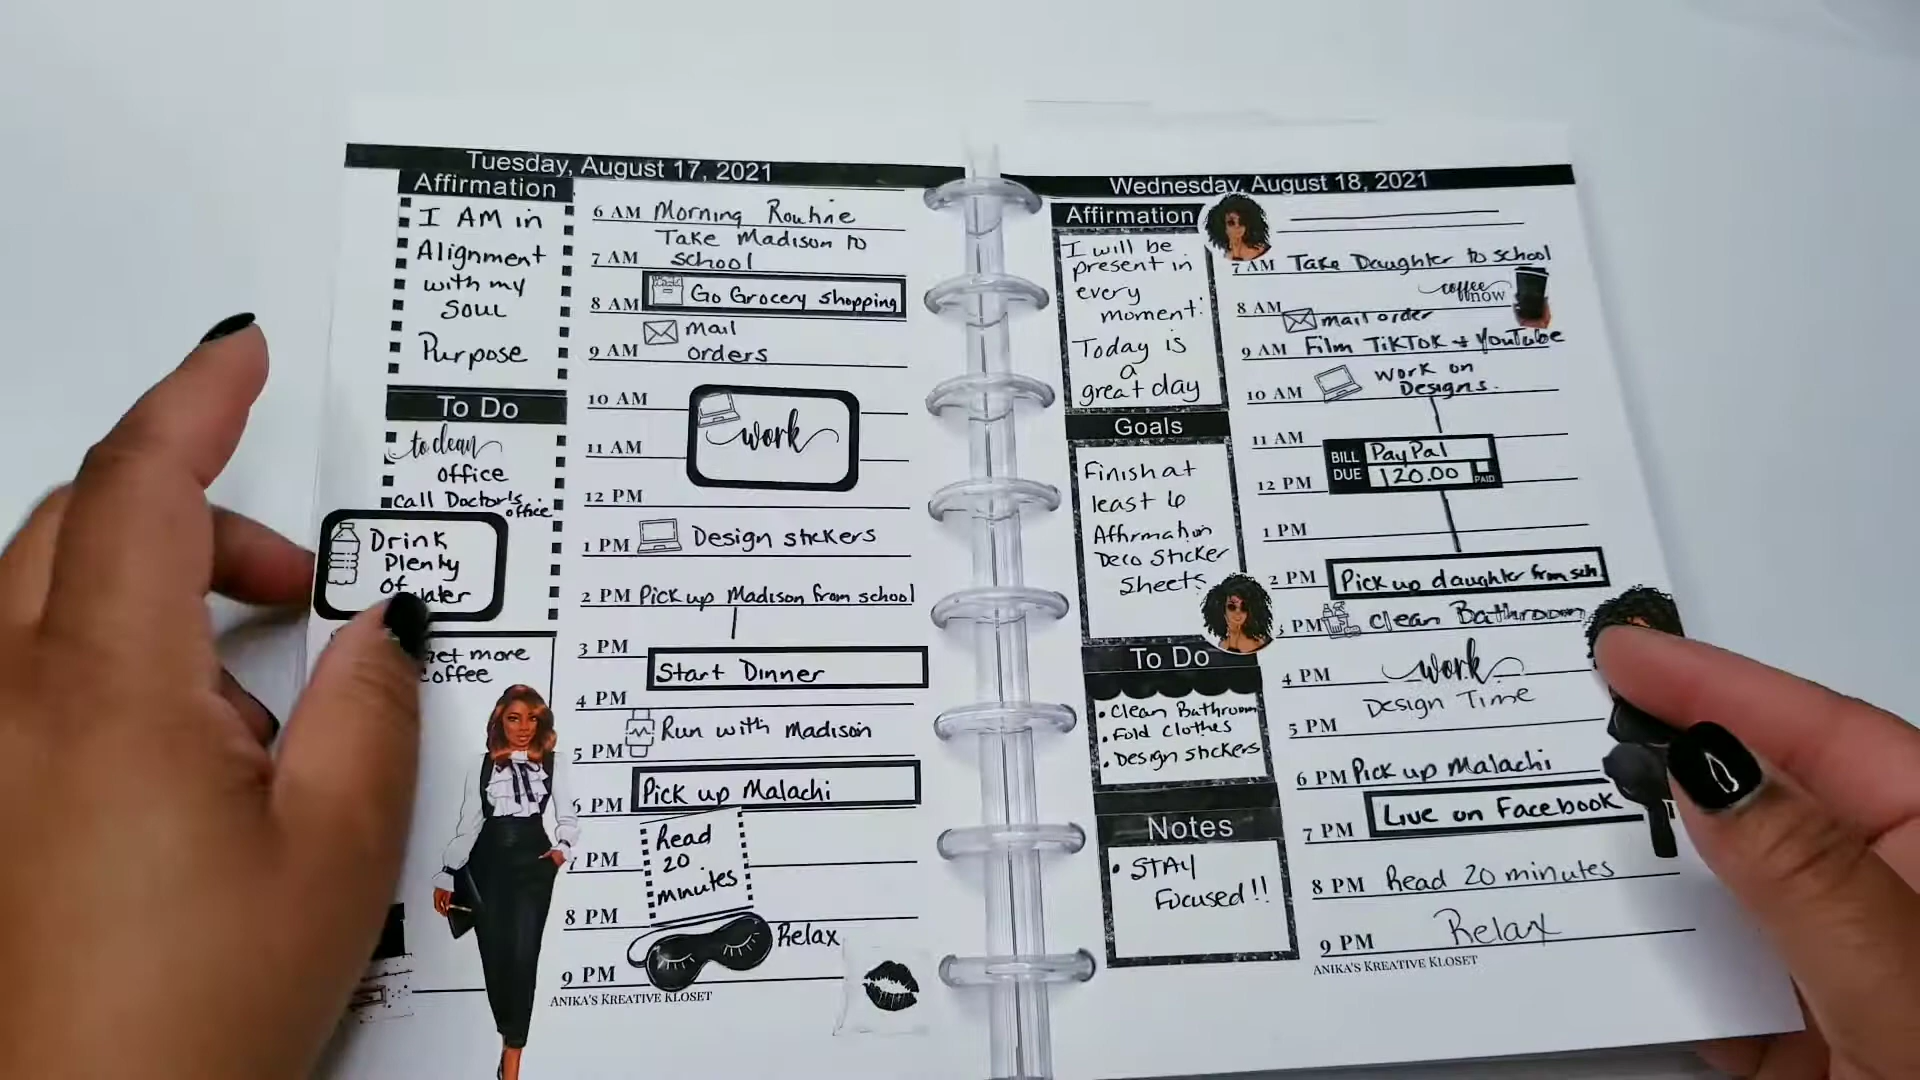 Tuesday, August 17, 2021
Affirmation
I AM in
Alignment
with my
Soul
Purpose
To Do
to clean
office
Call Doctor's
office
Drink
Plenty
Of
more
coffee
6 AM Morning Routine
Take Madison to
7 AM school
8 AM Go Grocery shopping
mail
9 AM orders
10 AM
work
11 AM
12 PM
1 PM Design stickers
2 PM Pick up Madison from school
3 PM
Start Dinner
4 PM
Run with Madison
5 PM
PM Pick up Malachi
Read
PM 20
minutes
8 PM
Relax
9 PM
ANIKA'S KREATIVE KLOSET
Wednesday, August 18, 2021
Affirmation
I will be
present in
every
moment!
Today is
a
great day
Goals
Finish at
least 6
Affirmation
Deco Sticker
Sheets
To Do
• Clean Bathroom
• Fold clothes
• Design stickers
Notes
• STAY
Focused!!
7 AM Take Daughter to school
coffee
now
8 AM
mail order
9 AM Film TikTok + YouTube
work on
10 AM Designs.
11 AM
BILL DUE PayPal
120.00 PAID
12 PM
1 PM
2 PM Pick up daughter from sch.
PM Clean Bathroom
4 PM work
Design Time
5 PM
6 PM Pick up Malachi
7 PM Live on Facebook
8 PM Read 20 minutes
9 PM Relax
ANIKA'S KREATIVE KLOSET